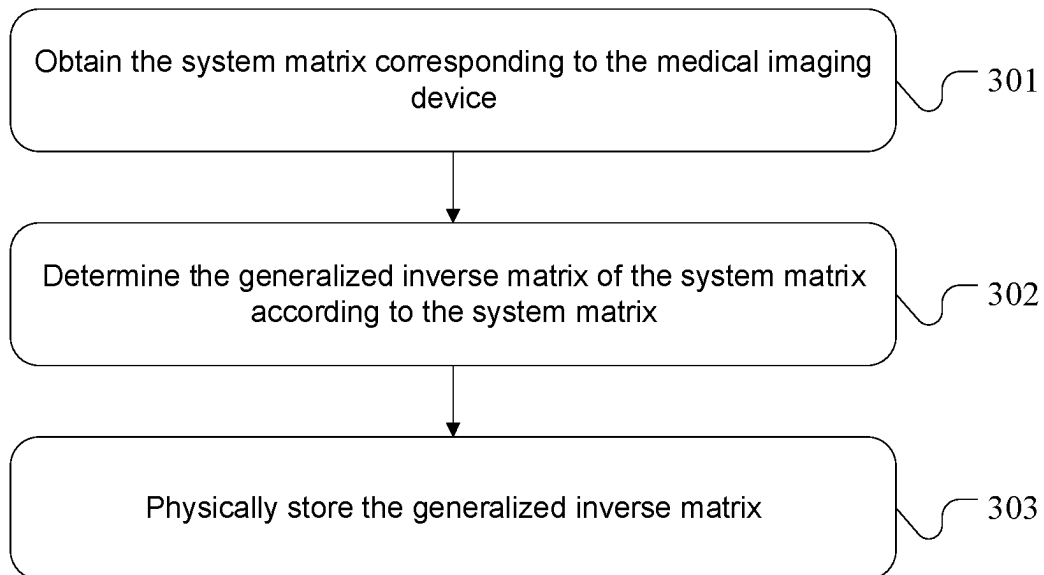 Obtain the system matrix corresponding to the medical imaging
device
301
Determine the generalized inverse matrix of the system matrix
according to the system matrix
302
Physically store the generalized inverse matrix
303